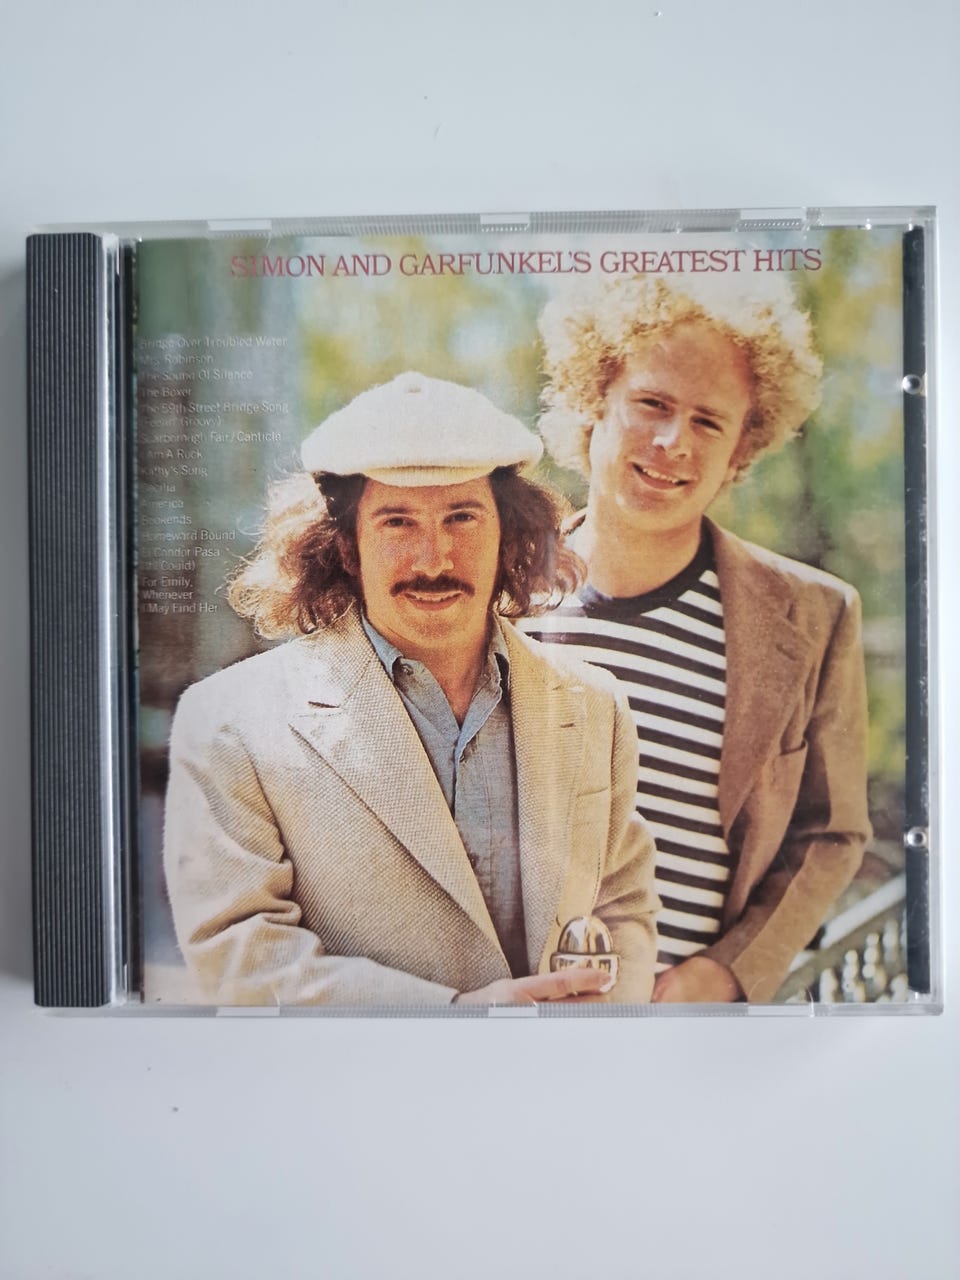 SIMON AND GARFUNKEL'S GREATEST HITS
Bridge Over Troubled Water
Mrs. Robinson
The Sound Of Silence
The Boxer
The 59th Street Bridge Song
(Feelin' Groovy)
Scarborough Fair/Canticle
I Am A Rock
Kathy's Song
Cecilia
America
Bookends
Homeward Bound
El Condor Pasa
(If I Could)
For Emily,
Whenever
I May Find Her